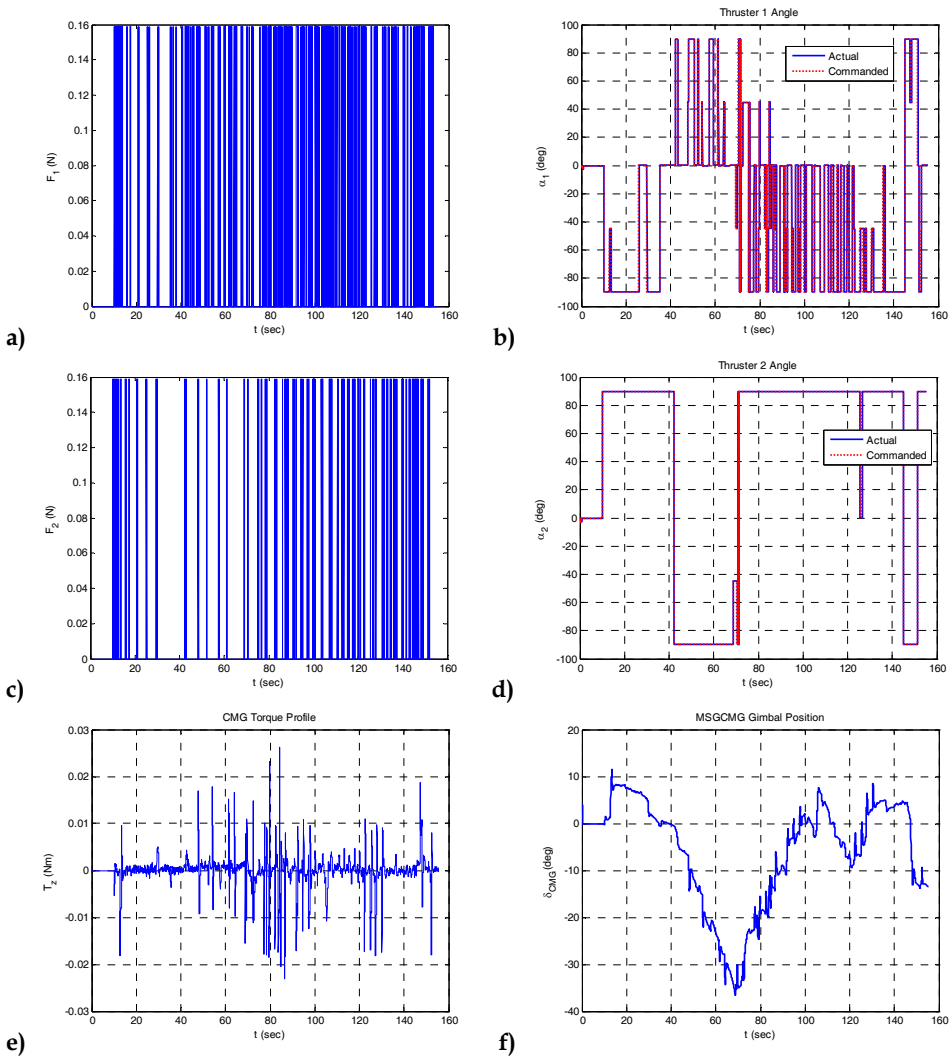 0.16
0.14
0.12
0.1
0.08
0.06
0.04
0.02
0
F1 (N)
0 20 40 60 80 100 120 140 160
t (sec)
a)
Thruster 1 Angle
100
80
60
40
20
0
-20
-40
-60
-80
-100
α1 (deg)
Actual
Commanded
0 20 40 60 80 100 120 140 160
t (sec)
b)
0.16
0.14
0.12
0.1
0.08
0.06
0.04
0.02
0
F2 (N)
0 20 40 60 80 100 120 140 160
t (sec)
c)
Thruster 2 Angle
100
80
60
40
20
0
-20
-40
-60
-80
-100
α2 (deg)
Actual
Commanded
0 20 40 60 80 100 120 140 160
t (sec)
d)
CMG Torque Profile
0.03
0.02
0.01
0
-0.01
-0.02
-0.03
Tz (Nm)
0 20 40 60 80 100 120 140 160
t (sec)
e)
MSGCMG Gimbal Position
20
10
0
-10
-20
-30
-40
δCMG(deg)
0 20 40 60 80 100 120 140 160
t (sec)
f)